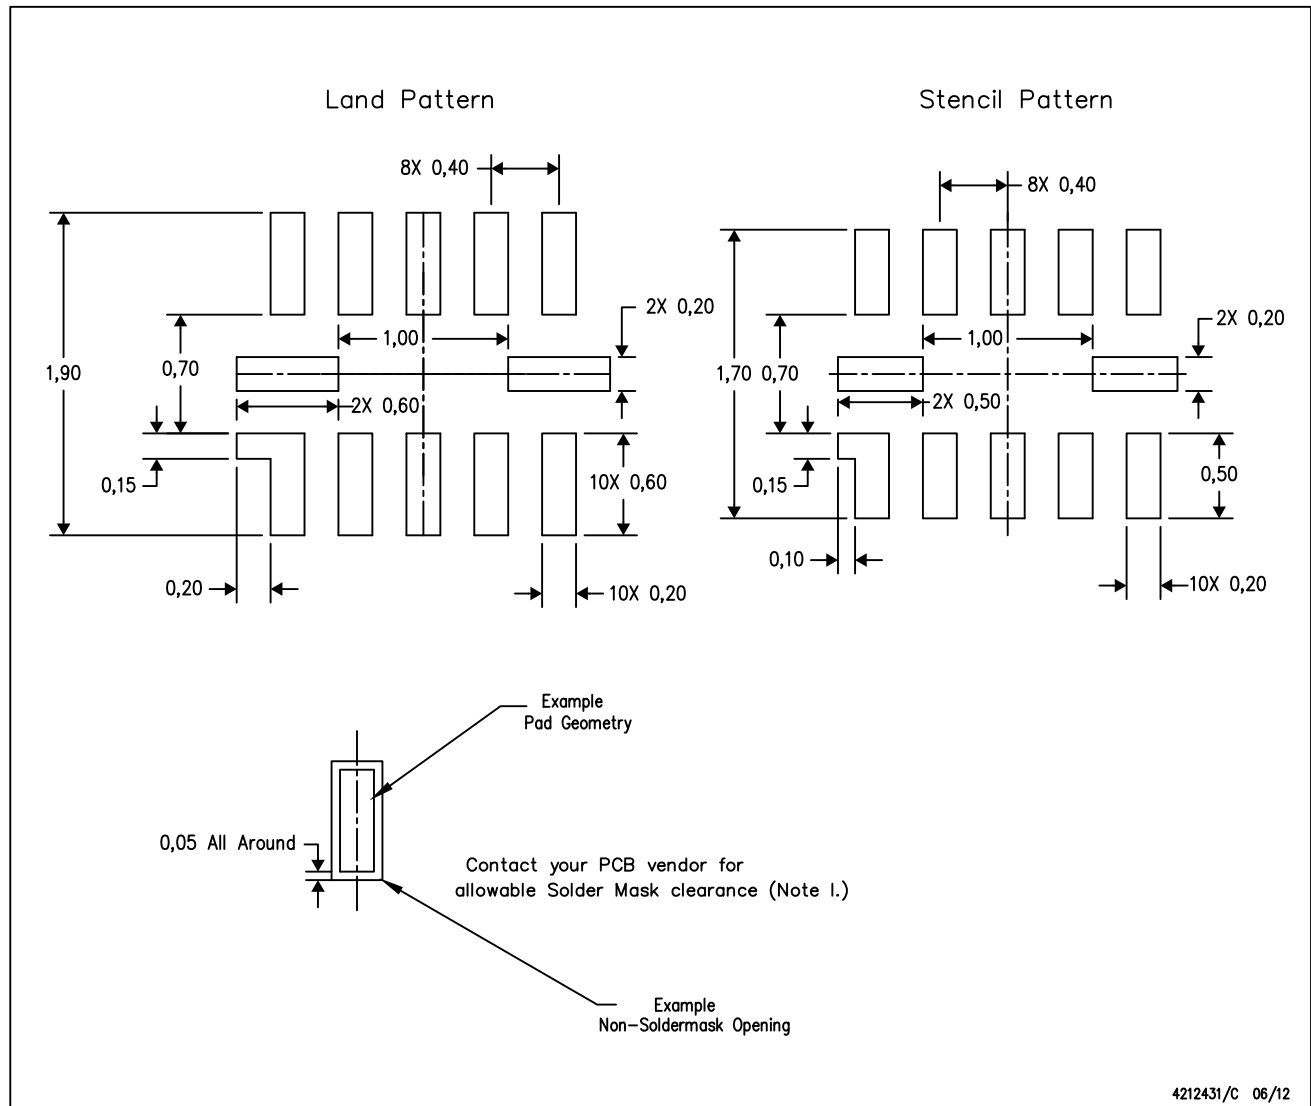 Land Pattern
Stencil Pattern
8X 0,40
8X 0,40
2X 0,20
2X 0,20
1,00
1,00
1,90
0,70
1,70
0,70
2X 0,60
2X 0,50
0,15
10X 0,60
0,15
0,50
0,20
10X 0,20
0,10
10X 0,20
Example
Pad Geometry
0,05 All Around
Contact your PCB vendor for
allowable Solder Mask clearance (Note I.)
Example
Non-Soldermask Opening
4212431/C 06/12